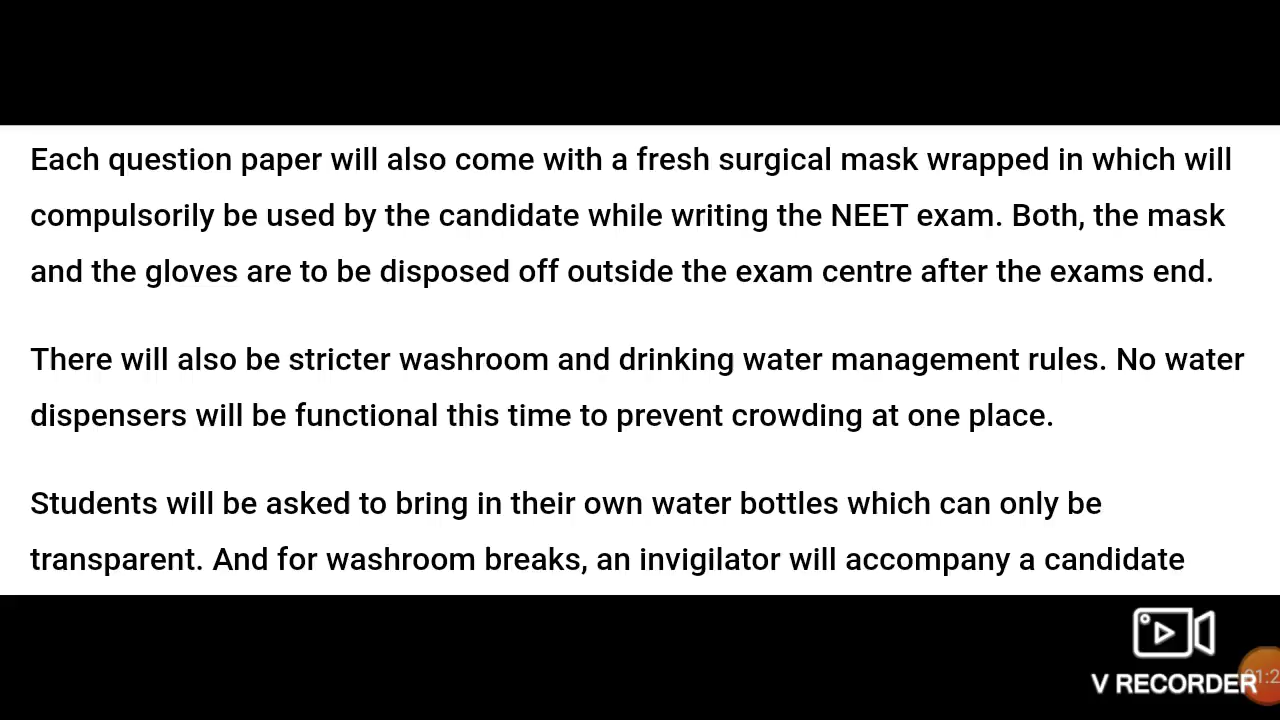 Each question paper will also come with a fresh surgical mask wrapped in which will
compulsorily be used by the candidate while writing the NEET exam. Both, the mask
and the gloves are to be disposed off outside the exam centre after the exams end.
There will also be stricter washroom and drinking water management rules. No water
dispensers will be functional this time to prevent crowding at one place.
Students will be asked to bring in their own water bottles which can only be
transparent. And for washroom breaks, an invigilator will accompany a candidate
V RECORDER